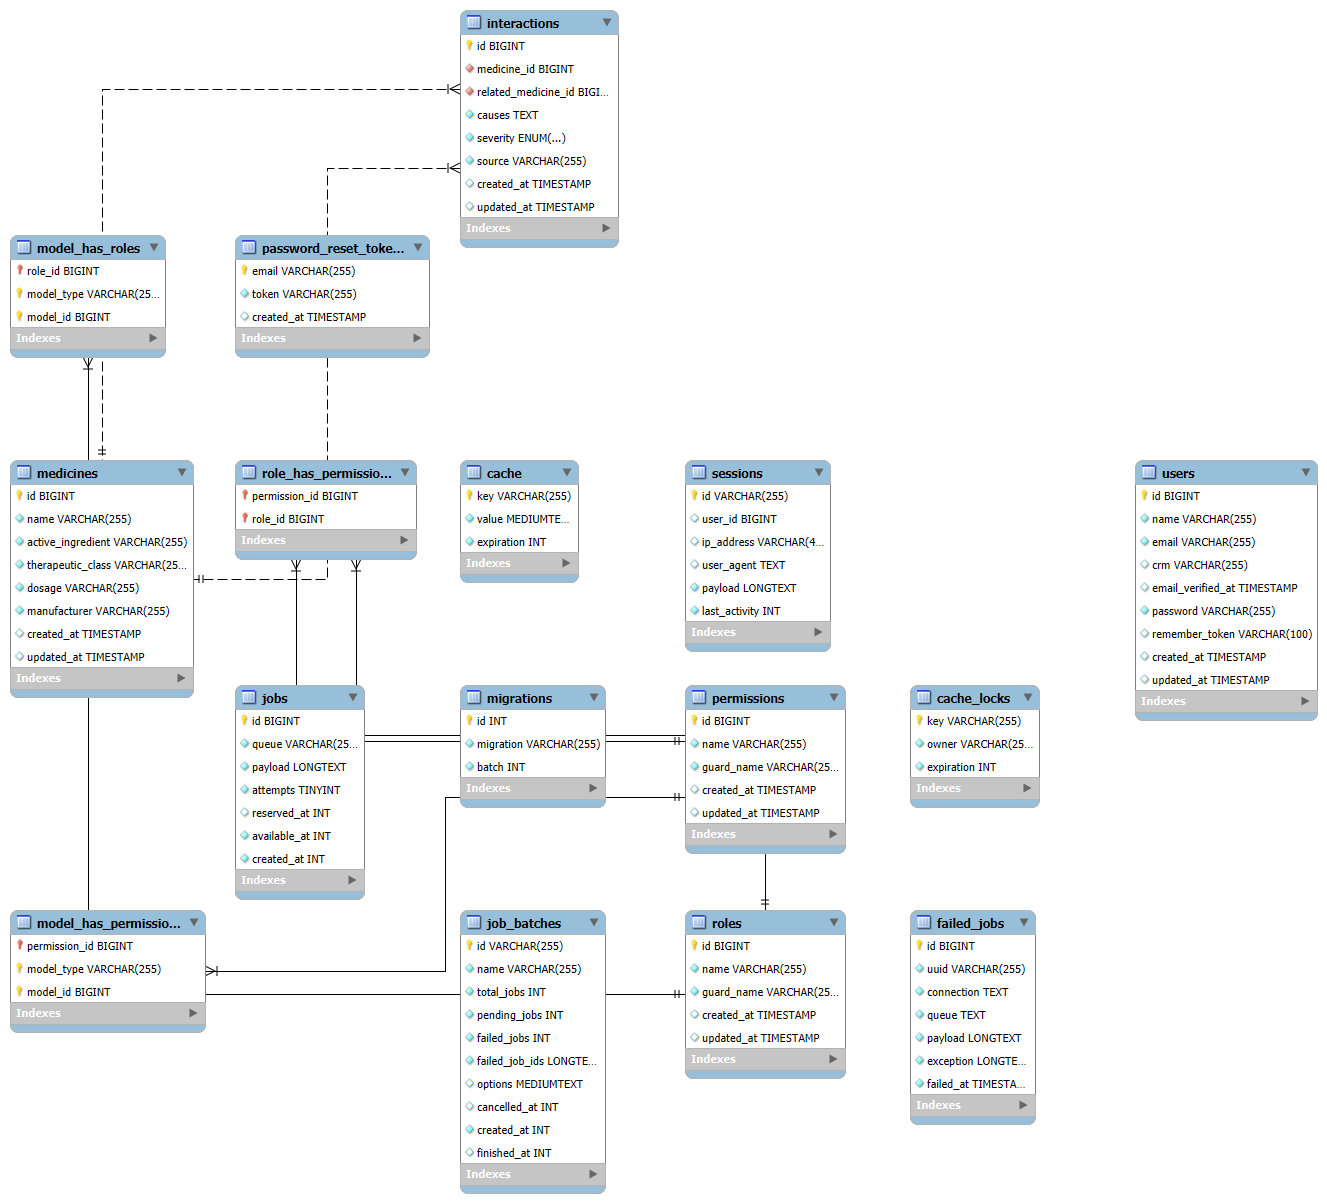 interactions
id BIGINT
medicine_id BIGINT
related_medicine_id BIGI...
causes TEXT
severity ENUM(...)
source VARCHAR(255)
created_at TIMESTAMP
updated_at TIMESTAMP
Indexes
model_has_roles
role_id BIGINT
model_type VARCHAR(25...
model_id BIGINT
Indexes
password_reset_toke...
email VARCHAR(255)
token VARCHAR(255)
created_at TIMESTAMP
Indexes
medicines
id BIGINT
name VARCHAR(255)
active_ingredient VARCHAR(255)
therapeutic_class VARCHAR(25...
dosage VARCHAR(255)
manufacturer VARCHAR(255)
created_at TIMESTAMP
updated_at TIMESTAMP
Indexes
role_has_permissio...
permission_id BIGINT
role_id BIGINT
Indexes
cache
key VARCHAR(255)
value MEDIUMTE...
expiration INT
Indexes
sessions
id VARCHAR(255)
user_id BIGINT
ip_address VARCHAR(4...
user_agent TEXT
payload LONGTEXT
last_activity INT
Indexes
users
id BIGINT
name VARCHAR(255)
email VARCHAR(255)
crm VARCHAR(255)
email_verified_at TIMESTAMP
password VARCHAR(255)
remember_token VARCHAR(100)
created_at TIMESTAMP
updated_at TIMESTAMP
Indexes
jobs
id BIGINT
queue VARCHAR(25...
payload LONGTEXT
attempts TINYINT
reserved_at INT
available_at INT
created_at INT
Indexes
migrations
id INT
migration VARCHAR(255)
batch INT
Indexes
permissions
id BIGINT
name VARCHAR(255)
guard_name VARCHAR(25...
created_at TIMESTAMP
updated_at TIMESTAMP
Indexes
cache_locks
key VARCHAR(255)
owner VARCHAR(25...
expiration INT
Indexes
model_has_permissio...
permission_id BIGINT
model_type VARCHAR(255)
model_id BIGINT
Indexes
job_batches
id VARCHAR(255)
name VARCHAR(255)
total_jobs INT
pending_jobs INT
failed_jobs INT
failed_job_ids LONGTE...
options MEDIUMTEXT
cancelled_at INT
created_at INT
finished_at INT
Indexes
roles
id BIGINT
name VARCHAR(255)
guard_name VARCHAR(25...
created_at TIMESTAMP
updated_at TIMESTAMP
Indexes
failed_jobs
id BIGINT
uuid VARCHAR(255)
connection TEXT
queue TEXT
payload LONGTEXT
exception LONGTE...
failed_at TIMESTA...
Indexes